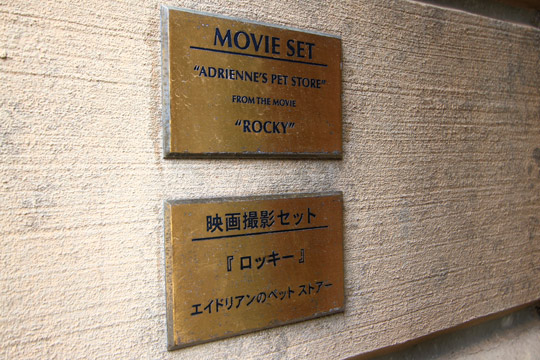 MOVIE SET
"ADRIENNE'S PET STORE"
FROM THE MOVIE
"ROCKY"
映画撮影セット
『ロッキー』
エイドリアンのペット ストアー